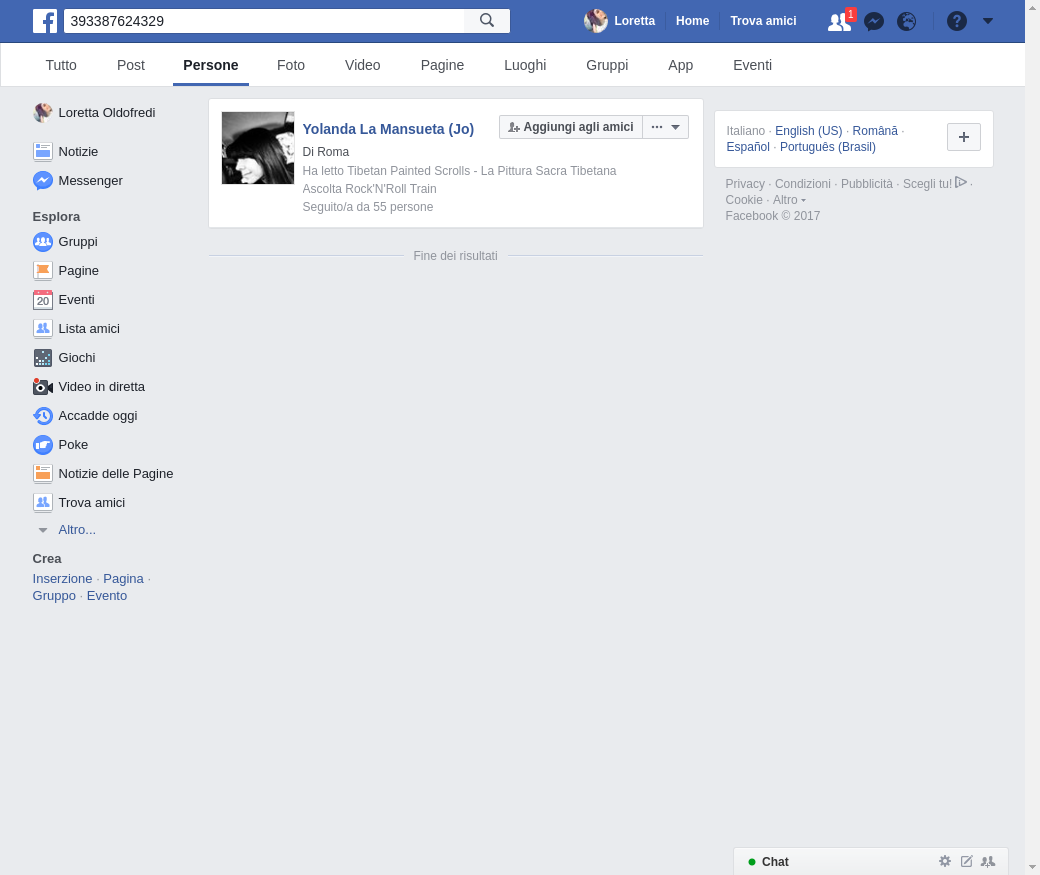 393387624329
Loretta
Home
Trova amici
1
Tutto
Post
Persone
Foto
Video
Pagine
Luoghi
Gruppi
App
Eventi
Loretta Oldofredi
Notizie
Messenger
Esplora
Gruppi
Pagine
20
Eventi
Lista amici
Giochi
Video in diretta
Accadde oggi
Poke
Notizie delle Pagine
Trova amici
Altro...
Crea
Inserzione · Pagina ·
Gruppo · Evento
Yolanda La Mansueta (Jo)
Aggiungi agli amici
Di Roma
Ha letto Tibetan Painted Scrolls - La Pittura Sacra Tibetana
Ascolta Rock'N'Roll Train
Seguito/a da 55 persone
Fine dei risultati
Italiano · English (US) · Română ·
Español · Português (Brasil)
Privacy · Condizioni · Pubblicità · Scegli tu! ·
Cookie · Altro
Facebook © 2017
Chat